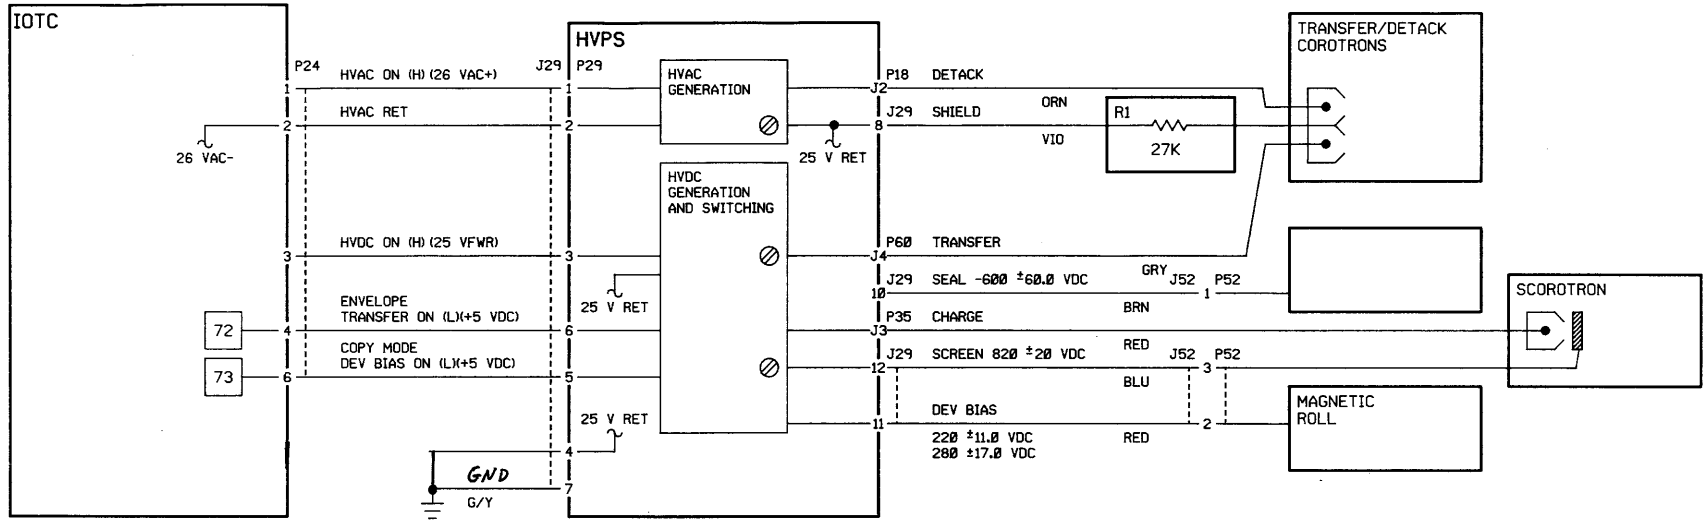 IOTC
P24
HVAC ON (H) (26 VAC+)
1
HVAC RET
2
26 VAC-
HVDC ON (H) (25 VFWR)
3
ENVELOPE
TRANSFER ON (L)(+5 VDC)
72
4
COPY MODE
DEV BIAS ON (L)(+5 VDC)
73
6
GND
G/Y
HVPS
J29 P29
1
2
3
25 V RET
6
5
25 V RET
4
7
HVAC
GENERATION
25 V RET
HVDC
GENERATION
AND SWITCHING
P18 DETACK
J2
ORN
J29 SHIELD
8
VIO
R1
27K
P60 TRANSFER
J4
GRY
J29 SEAL -600 ±60.0 VDC
10
BRN
J52 P52
1
P35 CHARGE
J3
RED
J29 SCREEN 820 ±20 VDC
12
BLU
J52 P52
3
DEV BIAS
11
220 ±11.0 VDC
280 ±17.0 VDC
RED
2
TRANSFER/DETACK
COROTRONS
SCOROTRON
MAGNETIC
ROLL